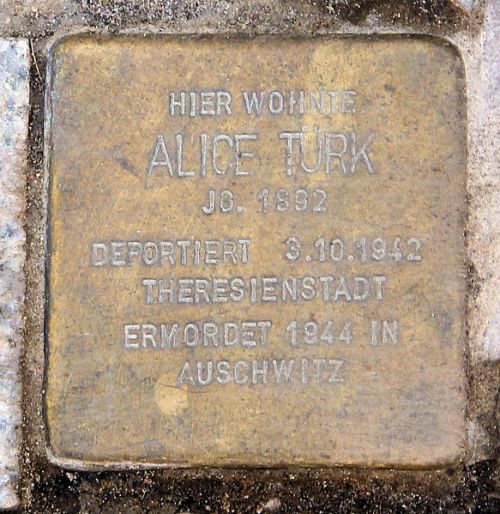 HIER WOHNTE
ALICE TÜRK
JG. 1892
DEPORTIERT 3.10.1942
THERESIENSTADT
ERMORDET 1944 IN
AUSCHWITZ